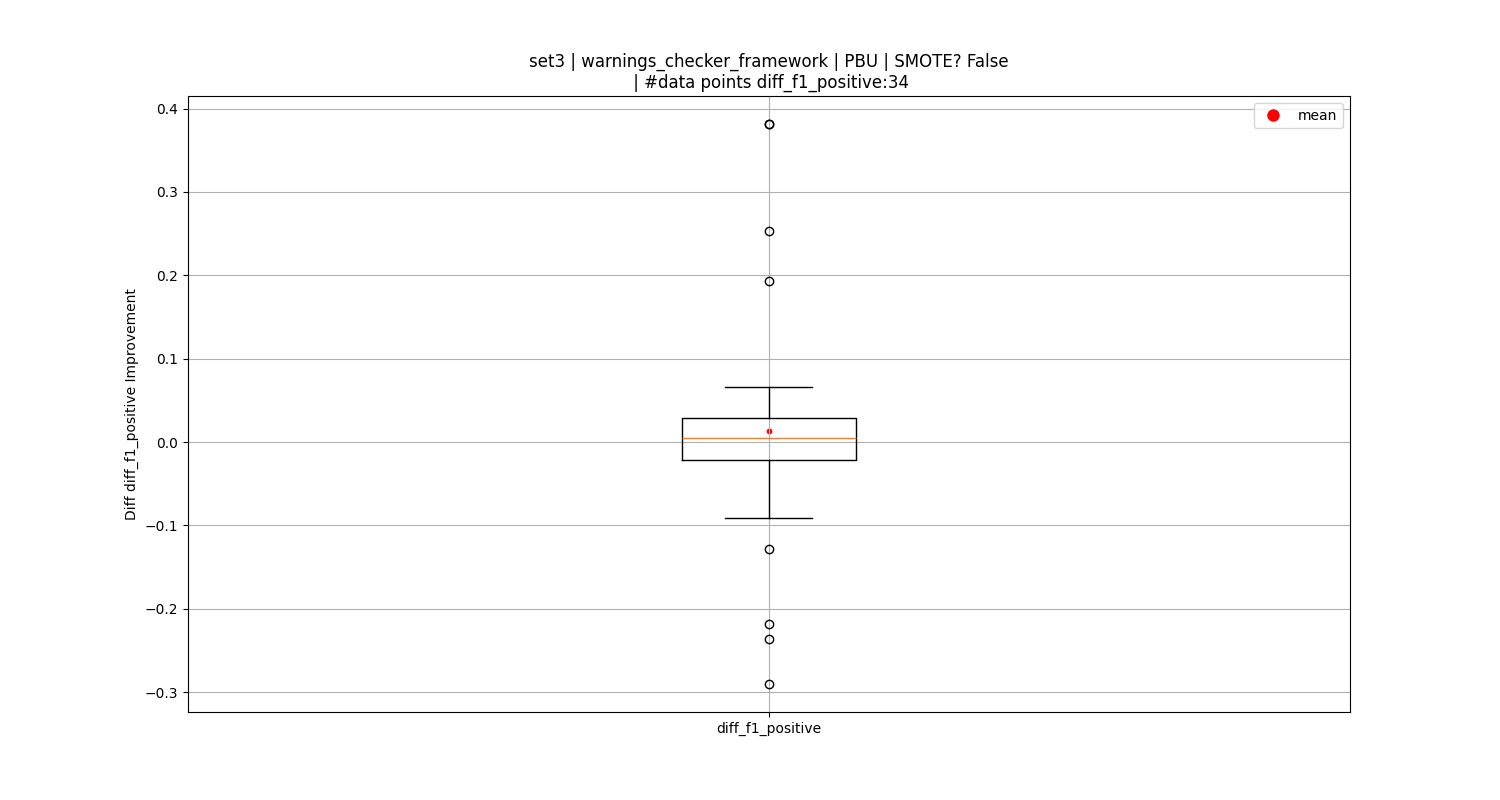 set3 | warnings_checker_framework | PBU | SMOTE? False
| #data points diff_f1_positive:34
mean
0.4
0.3
0.2
0.1
0.0
−0.1
−0.2
−0.3
Diff diff_f1_positive Improvement
diff_f1_positive